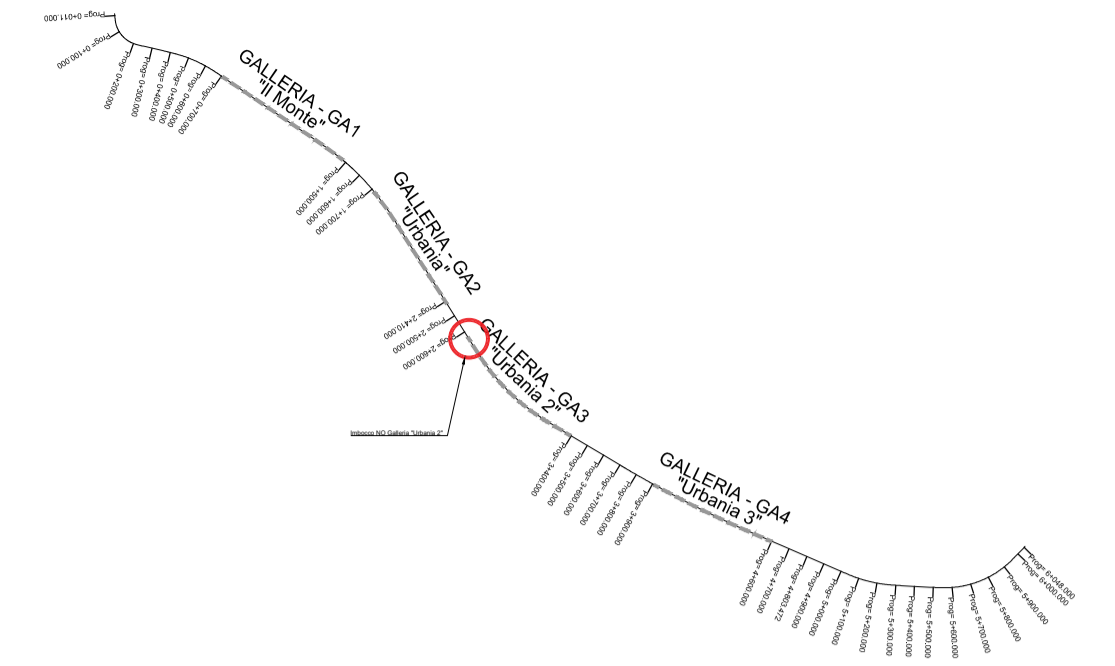 Prog= 0+011.000
Prog= 0+100.000
Prog= 0+200.000
Prog= 0+300.000
Prog= 0+400.000
Prog= 0+500.000
Prog= 0+600.000
Prog= 0+700.000
GALLERIA - GA1
"Il Monte"
Prog= 1+500.000
Prog= 1+600.000
Prog= 1+700.000
GALLERIA - GA2
"Urbania"
Prog= 2+410.000
Prog= 2+500.000
Prog= 2+600.000
GALLERIA - GA3
"Urbania 2"
Imbocco NO Galleria "Urbania 2"
Prog= 3+400.000
Prog= 3+500.000
Prog= 3+600.000
Prog= 3+700.000
Prog= 3+800.000
Prog= 3+900.000
GALLERIA - GA4
"Urbania 3"
Prog= 4+600.000
Prog= 4+700.000
Prog= 4+803.472
Prog= 4+900.000
Prog= 5+000.000
Prog= 5+100.000
Prog= 5+200.000
Prog= 5+300.000
Prog= 5+400.000
Prog= 5+500.000
Prog= 5+600.000
Prog= 5+700.000
Prog= 5+800.000
Prog= 5+900.000
Prog= 6+000.000
Prog= 6+048.000